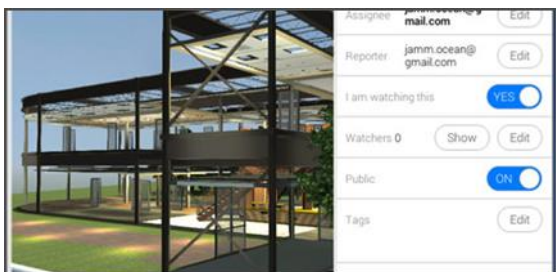 Assignee
mail.com
Edit
Reporter
jamm.ocean@
gmail.com
Edit
I am watching this
YES
Watchers 0
Show
Edit
Public
ON
Tags
Edit